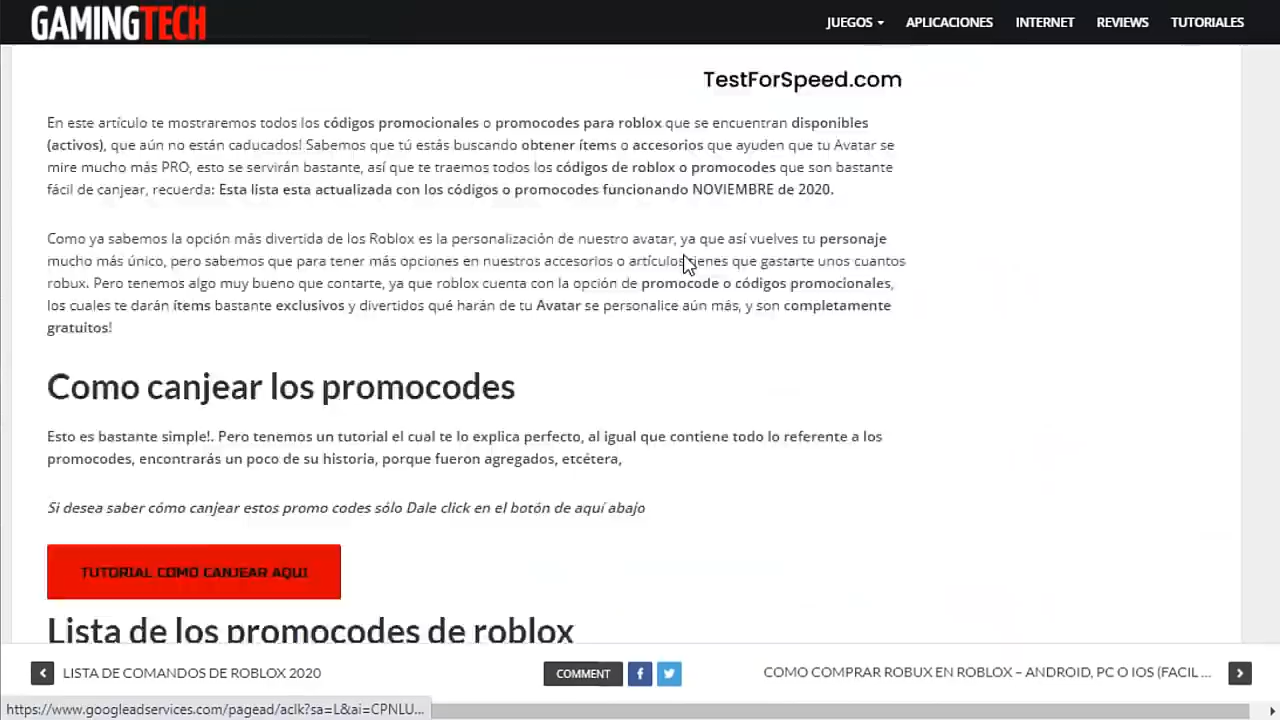 GAMINGTECH
JUEGOS
APLICACIONES
INTERNET
REVIEWS
TUTORIALES
TestForSpeed.com
En este artículo te mostraremos todos los códigos promocionales o promocodes para roblox que se encuentran disponibles
(activos), que aún no están caducados! Sabemos que tú estás buscando obtener ítems o accesorios que ayuden que tu Avatar se
mire mucho más PRO, esto se servirán bastante, así que te traemos todos los códigos de roblox o promocodes que son bastante
fácil de canjear, recuerda: Esta lista esta actualizada con los códigos o promocodes funcionando NOVIEMBRE de 2020.
Como ya sabemos la opción más divertida de los Roblox es la personalización de nuestro avatar, ya que así vuelves tu personaje
mucho más único, pero sabemos que para tener más opciones en nuestros accesorios o artículos tienes que gastarte unos cuantos
robux. Pero tenemos algo muy bueno que contarte, ya que roblox cuenta con la opción de promocode o códigos promocionales,
los cuales te darán ítems bastante exclusivos y divertidos qué harán de tu Avatar se personalice aún más, y son completamente
gratuitos!
Como canjear los promocodes
Esto es bastante simple!. Pero tenemos un tutorial el cual te lo explica perfecto, al igual que contiene todo lo referente a los
promocodes, encontrarás un poco de su historia, porque fueron agregados, etcétera,
Si desea saber cómo canjear estos promo codes sólo Dale click en el botón de aquí abajo
TUTORIAL COMO CANJEAR AQUI
Lista de los promocodes de roblox
LISTA DE COMANDOS DE ROBLOX 2020
COMMENT
COMO COMPRAR ROBUX EN ROBLOX – ANDROID, PC O IOS (FACIL ...
https://www.googleadservices.com/pagead/aclk?sa=L&ai=CPNLU...